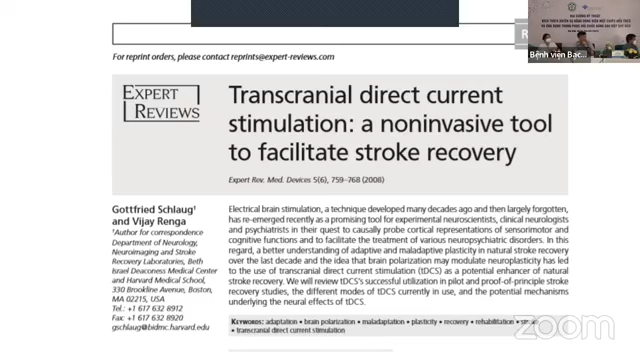 R
Bệnh viện Bạc...
For reprint orders, please contact reprints@expert-reviews.com
EXPERT
REVIEWS
Transcranial direct current
stimulation: a noninvasive tool
to facilitate stroke recovery
Expert Rev. Med. Devices 5(6), 759–768 (2008)
Gottfried Schlaug†
and Vijay Renga
†Author for correspondence
Department of Neurology,
Neuroimaging and Stroke
Recovery Laboratories, Beth
Israel Deaconess Medical Center
and Harvard Medical School,
330 Brookline Avenue, Boston,
MA 02215, USA
Tel.: +1 617 632 8912
Fax: +1 617 632 8920
gschlaug@bidmc.harvard.edu
Electrical brain stimulation, a technique developed many decades ago and then largely forgotten,
has re-emerged recently as a promising tool for experimental neuroscientists, clinical neurologists
and psychiatrists in their quest to causally probe cortical representations of sensorimotor and
cognitive functions and to facilitate the treatment of various neuropsychiatric disorders. In this
regard, a better understanding of adaptive and maladaptive plasticity in natural stroke recovery
over the last decade and the idea that brain polarization may modulate neuroplasticity has led
to the use of transcranial direct current stimulation (tDCS) as a potential enhancer of natural
stroke recovery. We will review tDCS's successful utilization in pilot and proof-of-principle stroke
recovery studies, the different modes of tDCS currently in use, and the potential mechanisms
underlying the neural effects of tDCS.
KEYWORDS: adaptation • brain polarization • maladaptation • plasticity • recovery • rehabilitation • stroke
• transcranial direct current stimulation
zoom